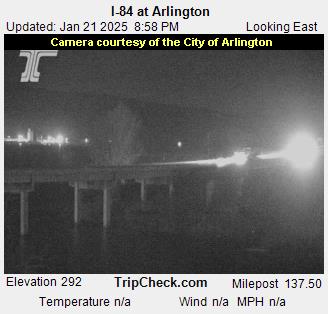 I-84 at Arlington
Updated: Jan 21 2025 8:58 PM Looking East
Camera courtesy of the City of Arlington
Elevation 292 TripCheck.com Milepost 137.50
Temperature n/a Wind n/a MPH n/a